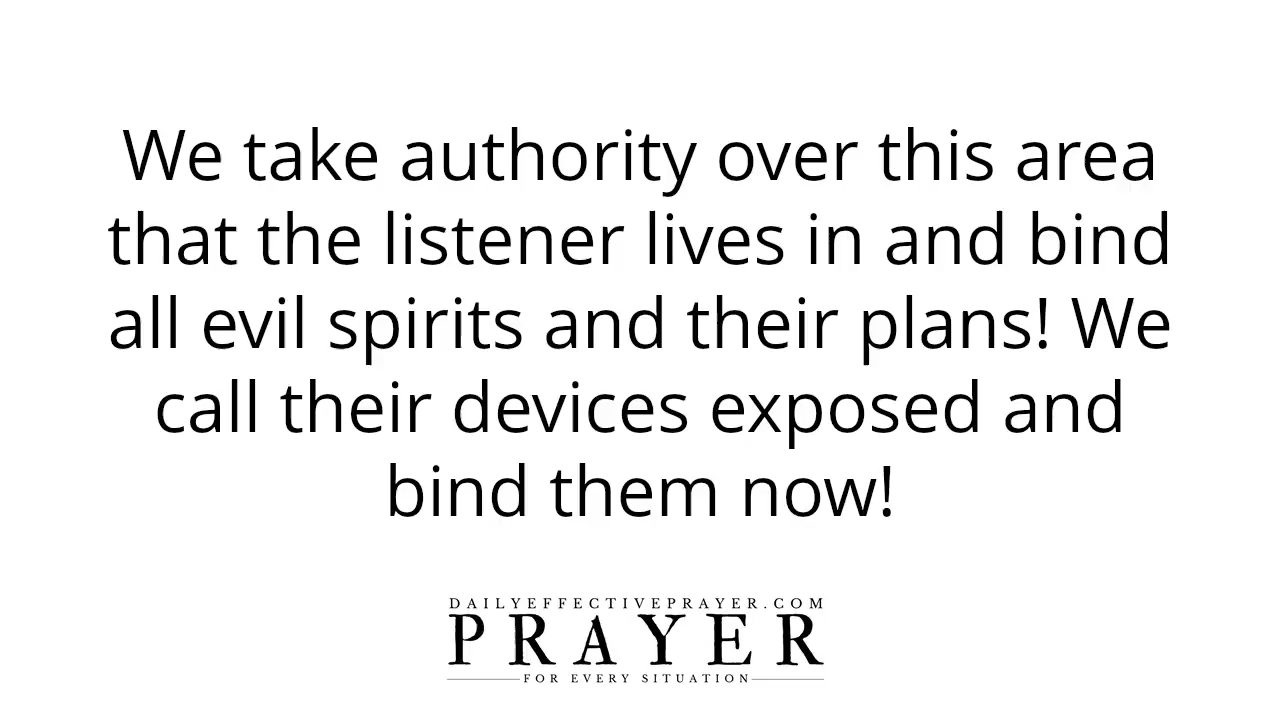 We take authority over this area
that the listener lives in and bind
all evil spirits and their plans! We
call their devices exposed and
bind them now!
DAILYEFFECTIVEPRAYER.COM
PRAYER
FOR EVERY SITUATION